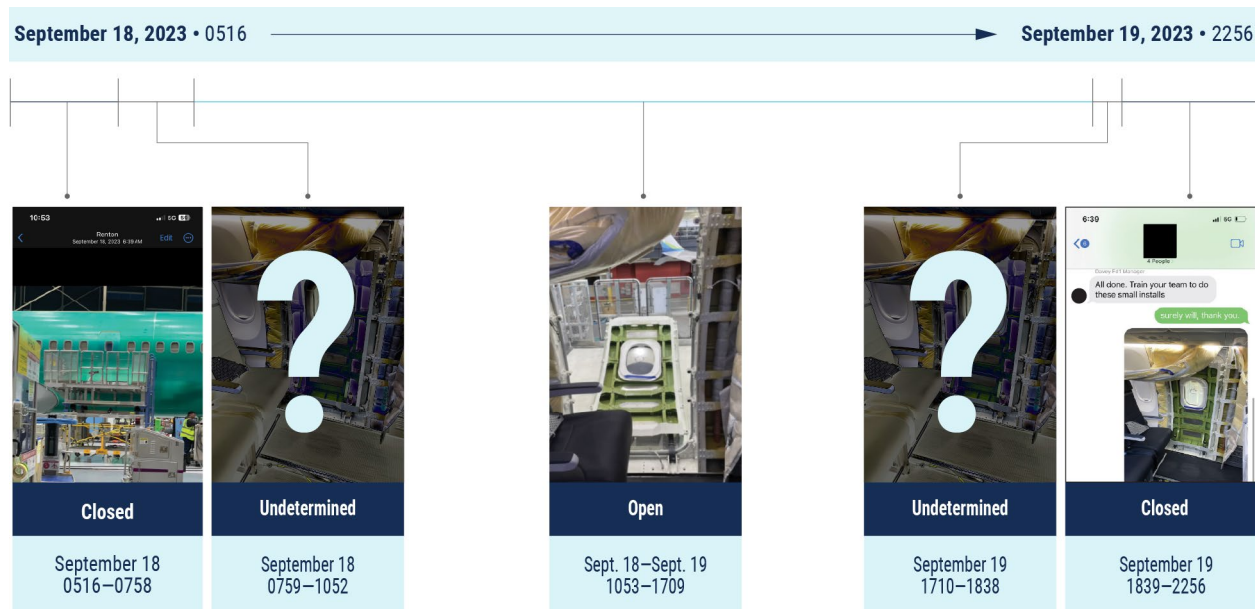 September 18, 2023 • 0516
September 19, 2023 • 2256
10:53
5G
Renton
September 18, 2023 6:39 AM
Edit
?
?
6:39
5G
4 People
All done. Train your team to do
these small installs
surely will, thank you.
Closed
Undetermined
Open
Undetermined
Closed
September 18
0516–0758
September 18
0759–1052
Sept. 18–Sept. 19
1053–1709
September 19
1710–1838
September 19
1839–2256